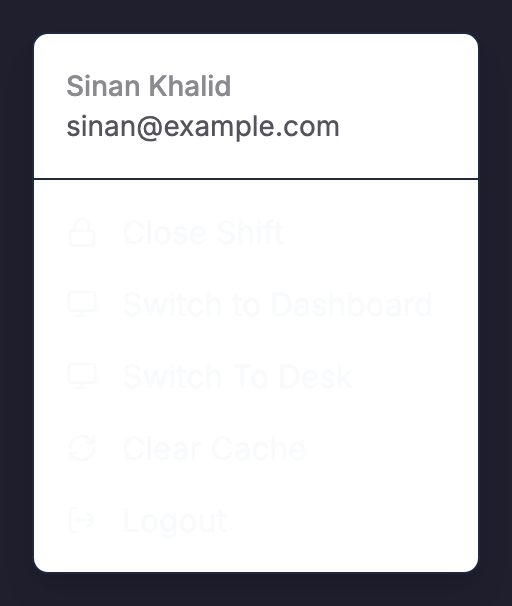 Sinan Khalid
sinan@example.com
Close Shift
Switch to Dashboard
Switch To Desk
Clear Cache
Logout